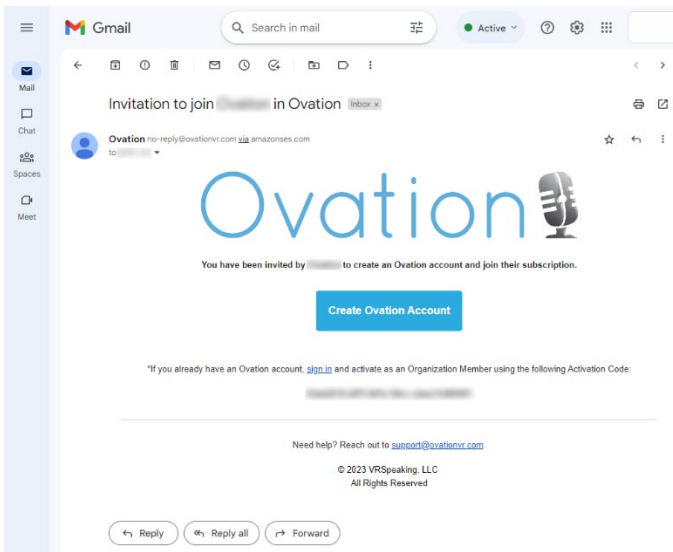 Gmail
Search in mail
Active
Mail
Chat
Spaces
Meet
Invitation to join in Ovation Inbox x
Ovation no-reply@ovationvr.com via amazonses.com
to
Ovation
You have been invited by to create an Ovation account and join their subscription.
Create Ovation Account
*If you already have an Ovation account, sign in and activate as an Organization Member using the following Activation Code:
Need help? Reach out to support@ovationvr.com.
© 2023 VRSpeaking, LLC
All Rights Reserved
Reply
Reply all
Forward